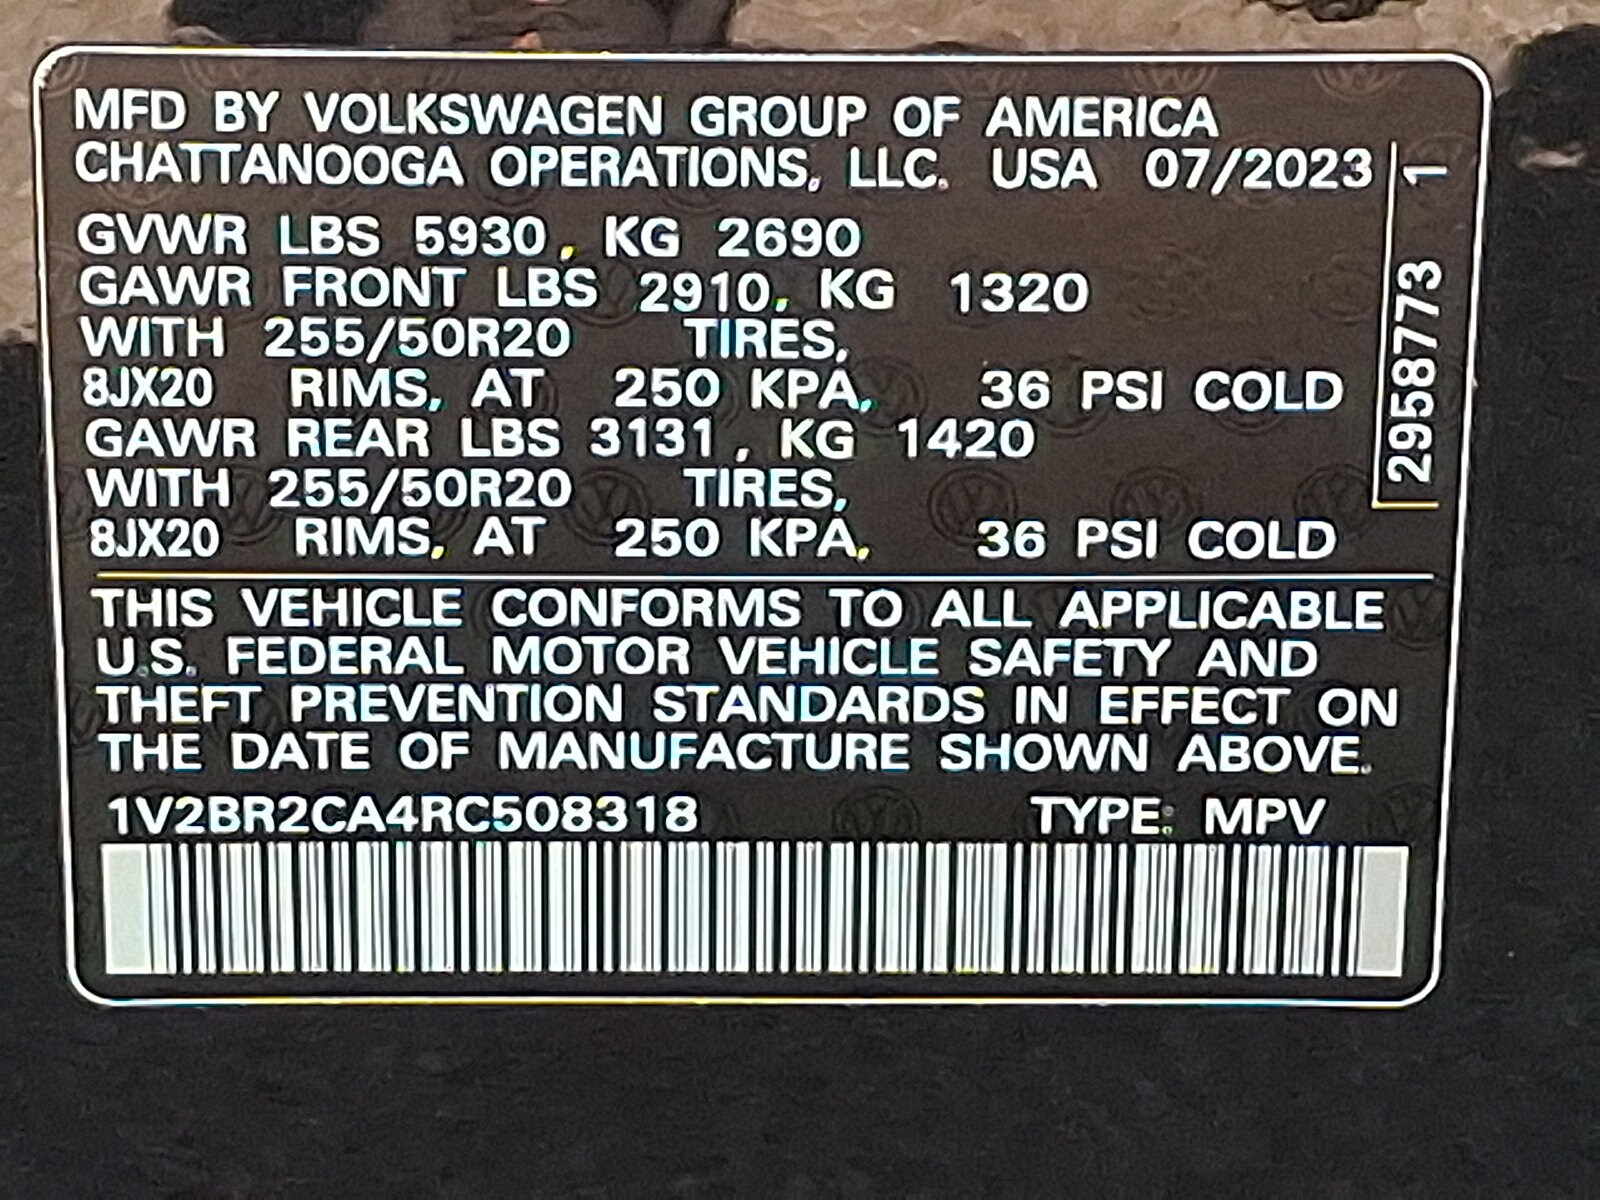 MFD BY VOLKSWAGEN GROUP OF AMERICA
CHATTANOOGA OPERATIONS, LLC. USA 07/2023
GVWR LBS 5930, KG 2690
GAWR FRONT LBS 2910, KG 1320
WITH 255/50R20 TIRES,
8JX20 RIMS, AT 250 KPA, 36 PSI COLD
GAWR REAR LBS 3131, KG 1420
WITH 255/50R20 TIRES,
8JX20 RIMS, AT 250 KPA, 36 PSI COLD
2958773 1
THIS VEHICLE CONFORMS TO ALL APPLICABLE
U.S. FEDERAL MOTOR VEHICLE SAFETY AND
THEFT PREVENTION STANDARDS IN EFFECT ON
THE DATE OF MANUFACTURE SHOWN ABOVE.
1V2BR2CA4RC508318 TYPE: MPV